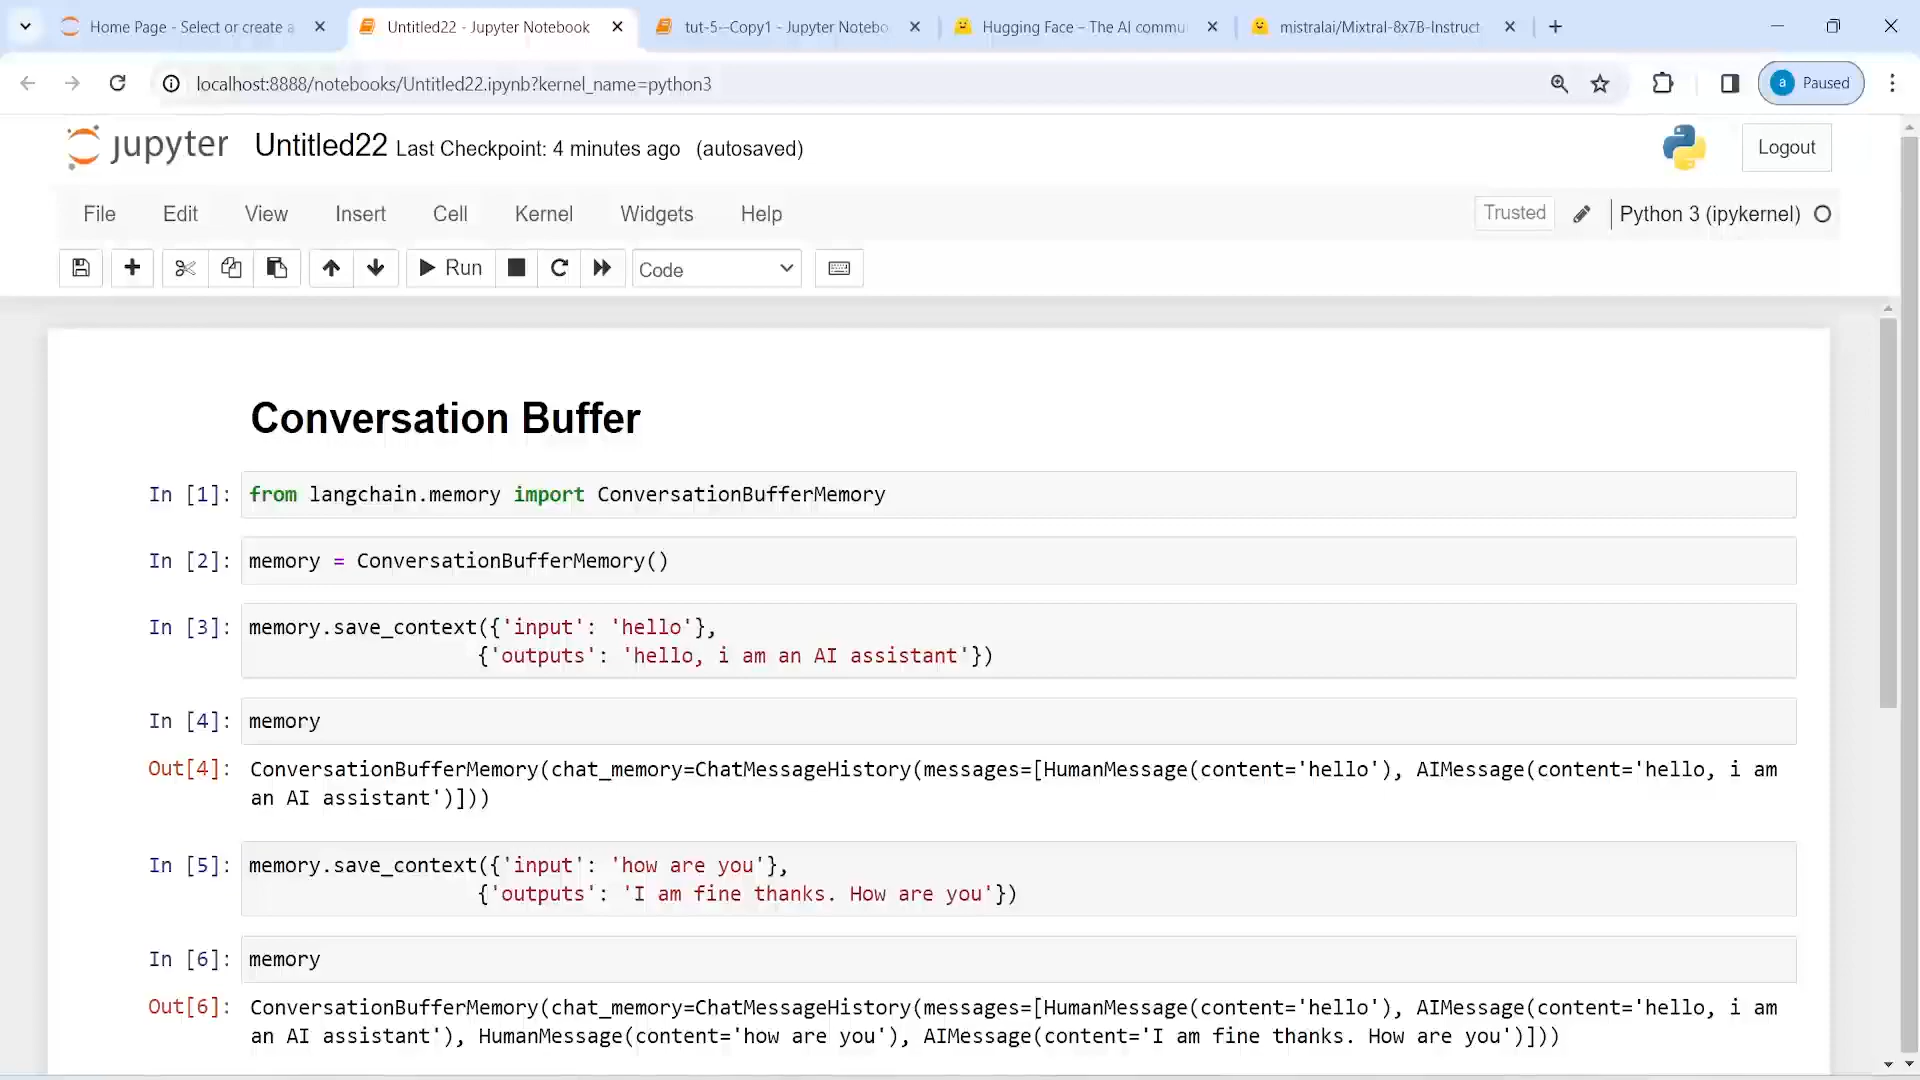 Home Page - Select or create a
Untitled22 - Jupyter Notebook
tut-5--Copy1 - Jupyter Notebo
Hugging Face – The AI commu
mistralai/Mixtral-8x7B-Instruct
localhost:8888/notebooks/Untitled22.ipynb?kernel_name=python3
a Paused
jupyter Untitled22 Last Checkpoint: 4 minutes ago (autosaved)
Logout
File Edit View Insert Cell Kernel Widgets Help
Trusted Python 3 (ipykernel)
Run Code
Conversation Buffer
In [1]: from langchain.memory import ConversationBufferMemory
In [2]: memory = ConversationBufferMemory()
In [3]: memory.save_context({'input': 'hello'},
{'outputs': 'hello, i am an AI assistant'})
In [4]: memory
Out[4]: ConversationBufferMemory(chat_memory=ChatMessageHistory(messages=[HumanMessage(content='hello'), AIMessage(content='hello, i am
an AI assistant')]))
In [5]: memory.save_context({'input': 'how are you'},
{'outputs': 'I am fine thanks. How are you'})
In [6]: memory
Out[6]: ConversationBufferMemory(chat_memory=ChatMessageHistory(messages=[HumanMessage(content='hello'), AIMessage(content='hello, i am
an AI assistant'), HumanMessage(content='how are you'), AIMessage(content='I am fine thanks. How are you')]))